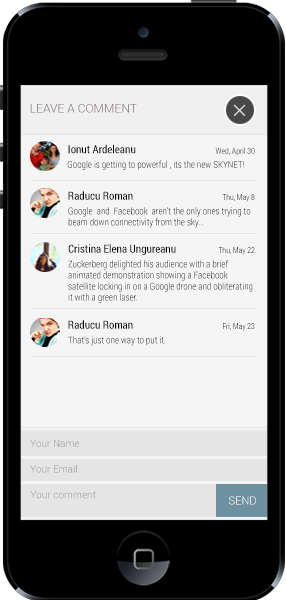 LEAVE A COMMENT
Ionut Ardeleanu Wed, April 30
Google is getting to powerful , its the new SKYNET!
Raducu Roman Thu, May 8
Google and Facebook aren't the only ones trying to
beam down connectivity from the sky...
Cristina Elena Ungureanu Thu, May 22
Zuckerberg delighted his audience with a brief
animated demonstration showing a Facebook
satellite locking in on a Google drone and obliterating
it with a green laser.
Raducu Roman Fri, May 23
That's just one way to put it.
Your Name
Your Email
Your comment
SEND